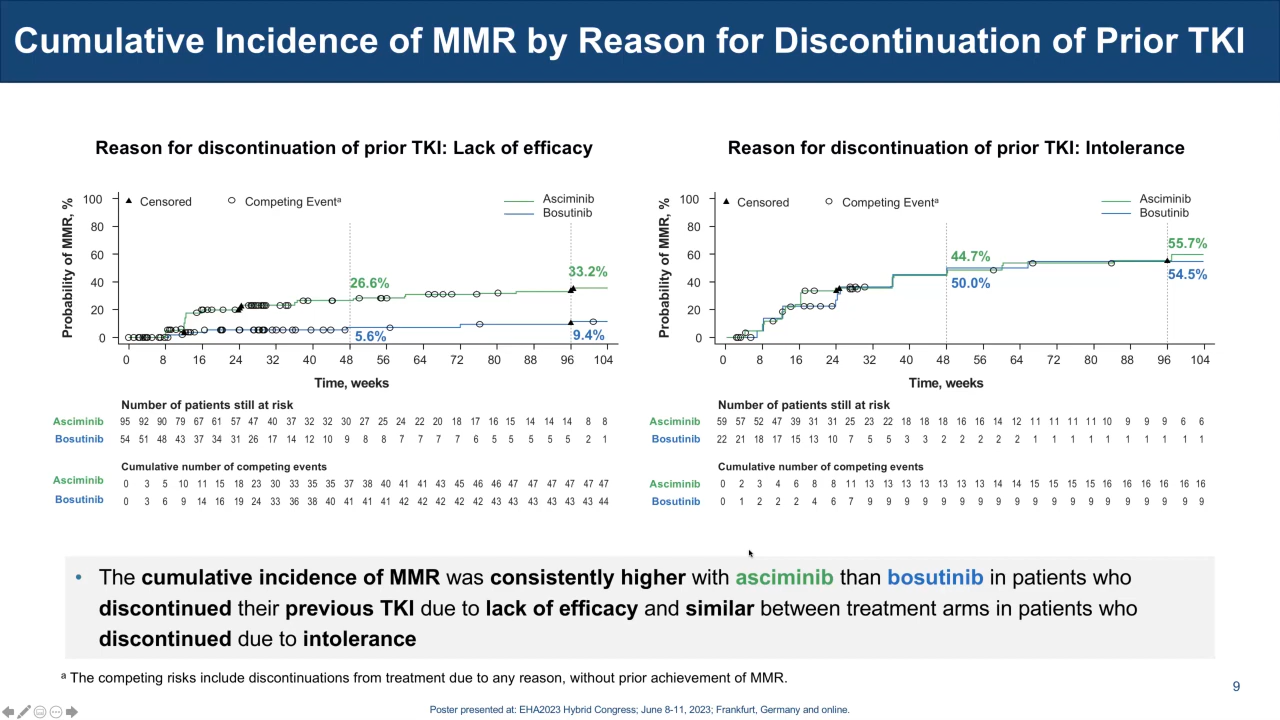 Cumulative Incidence of MMR by Reason for Discontinuation of Prior TKI
Reason for discontinuation of prior TKI: Lack of efficacy
Probability of MMR, %
100
80
60
40
20
0
▲ Censored
○ Competing Eventᵃ
Asciminib
Bosutinib
26.6%
33.2%
5.6%
9.4%
0 8 16 24 32 40 48 56 64 72 80 88 96 104
Time, weeks
Number of patients still at risk
Asciminib 95 92 90 79 67 61 57 47 40 37 32 32 30 27 25 24 22 20 18 17 16 15 14 14 14 8 8
Bosutinib 54 51 48 43 37 34 31 26 17 14 12 10 9 8 8 7 7 7 7 6 5 5 5 5 5 2 1
Cumulative number of competing events
Asciminib 0 3 5 10 11 15 18 23 30 33 35 35 37 38 40 41 41 43 45 46 46 47 47 47 47 47 47
Bosutinib 0 3 6 9 14 16 19 24 33 36 38 40 41 41 41 42 42 42 42 42 43 43 43 43 43 43 44
Reason for discontinuation of prior TKI: Intolerance
Probability of MMR, %
100
80
60
40
20
0
▲ Censored
○ Competing Eventᵃ
Asciminib
Bosutinib
44.7%
55.7%
50.0%
54.5%
0 8 16 24 32 40 48 56 64 72 80 88 96 104
Time, weeks
Number of patients still at risk
Asciminib 59 57 52 47 39 31 31 25 23 22 18 18 18 16 16 14 12 11 11 11 11 10 9 9 9 6 6
Bosutinib 22 21 18 17 15 13 10 7 5 5 3 3 2 2 2 2 2 1 1 1 1 1 1 1 1 1 1
Cumulative number of competing events
Asciminib 0 2 3 4 6 8 8 11 13 13 13 13 13 13 13 14 14 15 15 15 15 16 16 16 16 16 16
Bosutinib 0 1 2 2 2 4 6 7 9 9 9 9 9 9 9 9 9 9 9 9 9 9 9 9 9 9 9
• The cumulative incidence of MMR was consistently higher with asciminib than bosutinib in patients who
discontinued their previous TKI due to lack of efficacy and similar between treatment arms in patients who
discontinued due to intolerance
ᵃ The competing risks include discontinuations from treatment due to any reason, without prior achievement of MMR.
9
Poster presented at: EHA2023 Hybrid Congress; June 8-11, 2023; Frankfurt, Germany and online.